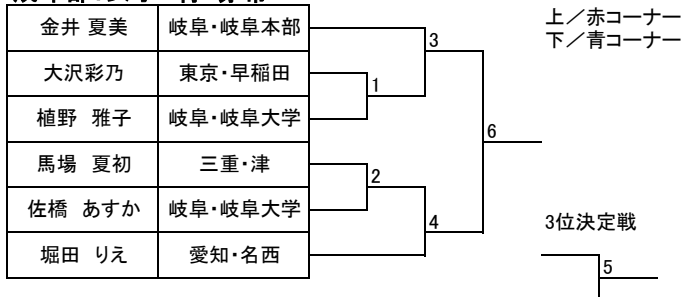 上／赤コーナー
下／青コーナー
金井 夏美 岐阜・岐阜本部
3
大沢彩乃 東京・早稲田
1
植野 雅子 岐阜・岐阜大学
6
馬場 夏初 三重・津
2
佐橋 あすか 岐阜・岐阜大学
4
3位決定戦
堀田 りえ 愛知・名西
5